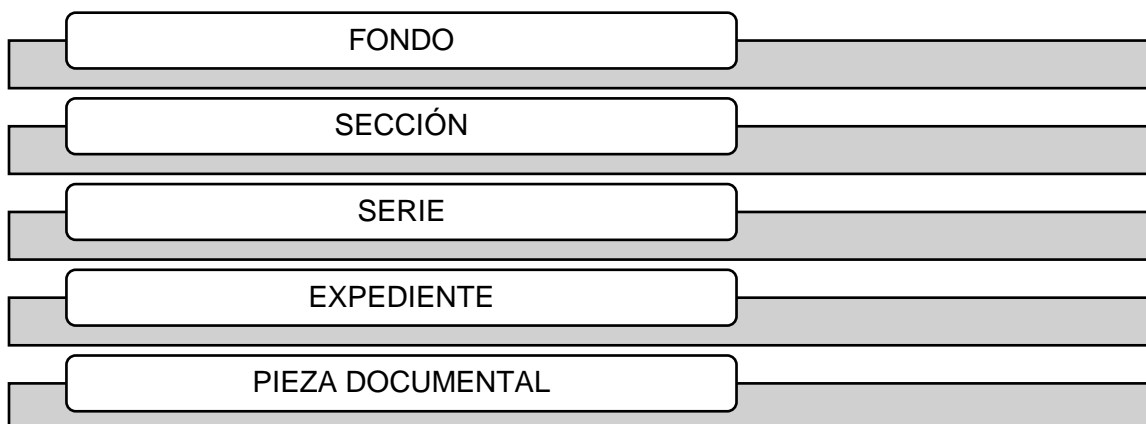 FONDO
SECCIÓN
SERIE
EXPEDIENTE
PIEZA DOCUMENTAL